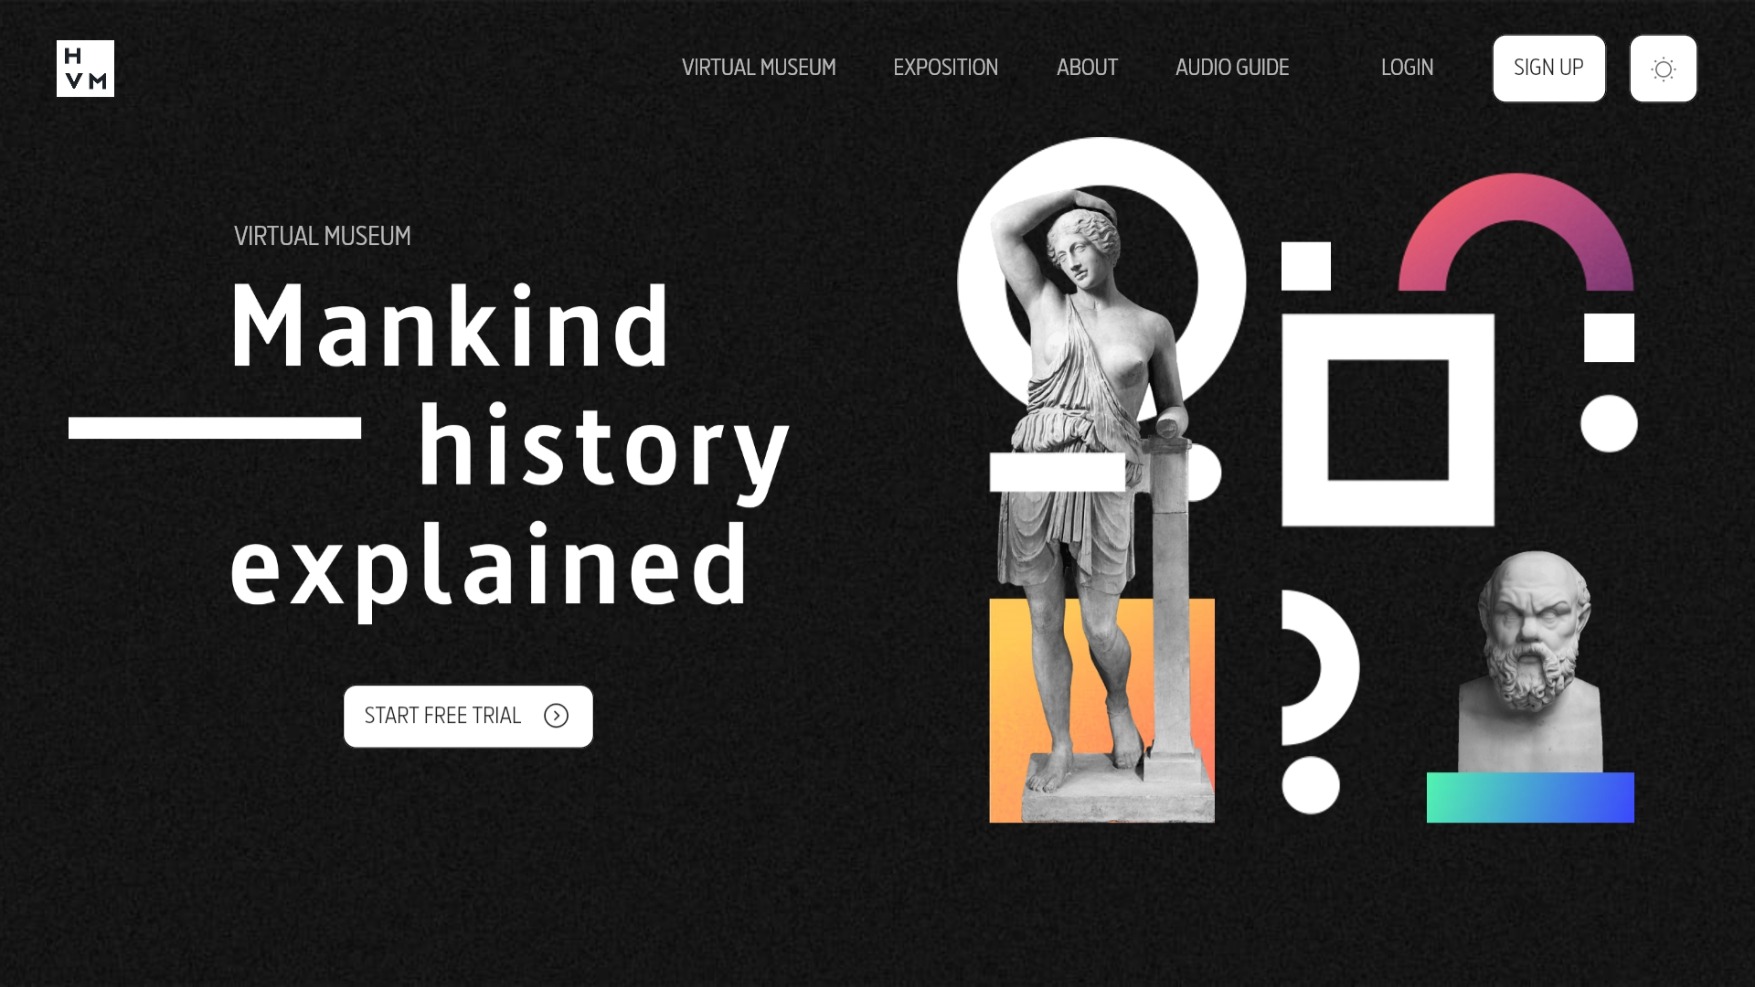 H
VM
VIRTUAL MUSEUM
EXPOSITION
ABOUT
AUDIO GUIDE
LOGIN
SIGN UP
VIRTUAL MUSEUM
Mankind
history
explained
START FREE TRIAL